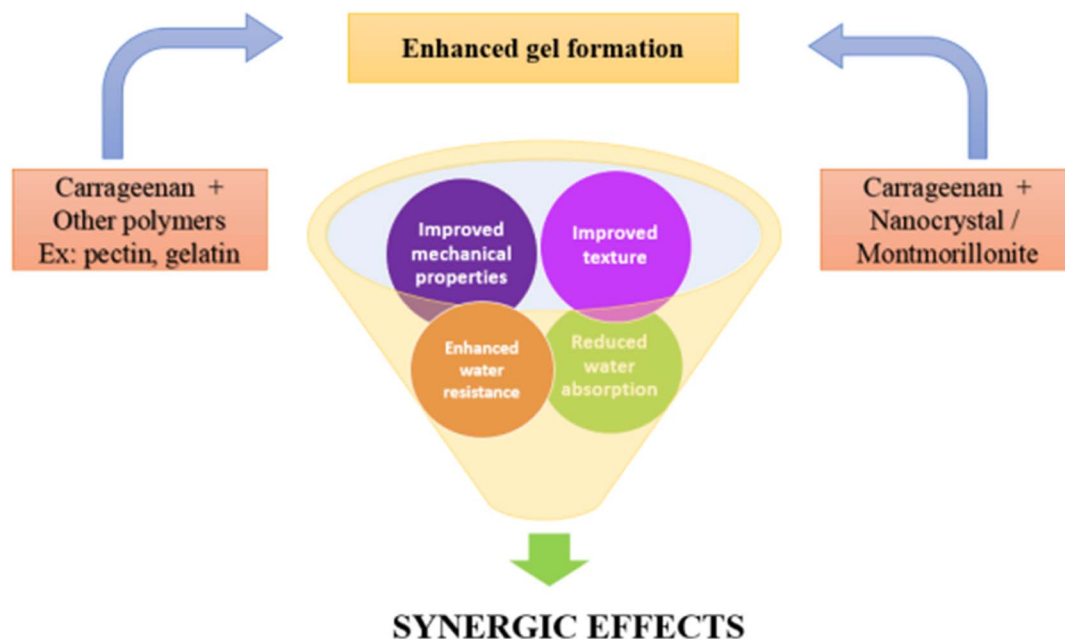 Enhanced gel formation
Carrageenan +
Other polymers
Ex: pectin, gelatin
Carrageenan +
Nanocrystal /
Montmorillonite
Improved
mechanical
properties
Improved
texture
Enhanced
water
resistance
Reduced
water
absorption
SYNERGIC EFFECTS